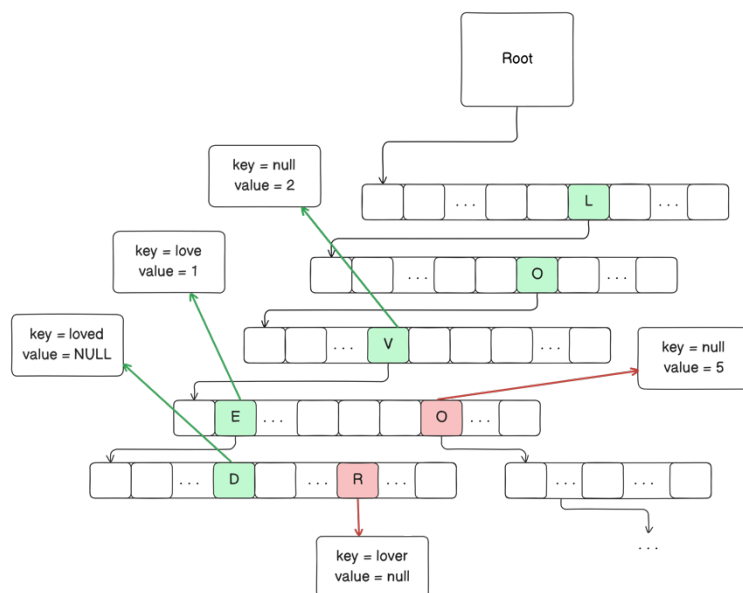 Root
key = null
value = 2
... L ...
key = love
value = 1
... O ...
key = loved
value = NULL
... V ...
key = null
value = 5
E ... O ...
... D ... R ...
... ...
...
key = lover
value = null